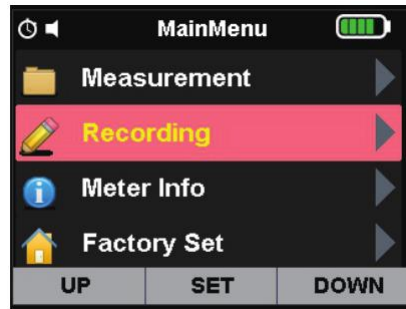 MainMenu
Measurement
Recording
Meter Info
Factory Set
UP SET DOWN